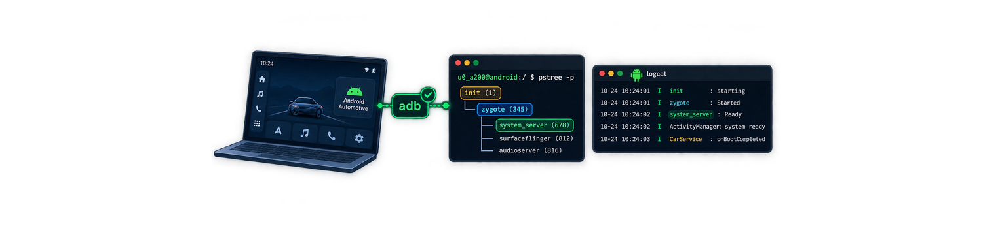 10:24
Android
Automotive
adb
u0_a200@android:/ $ pstree -p
init (1)
zygote (345)
system_server (678)
surfaceflinger (812)
audioserver (816)
logcat
10-24 10:24:01 I init : starting
10-24 10:24:01 I zygote : Started
10-24 10:24:02 I system_server : Ready
10-24 10:24:02 I ActivityManager: system ready
10-24 10:24:03 I CarService : onBootCompleted